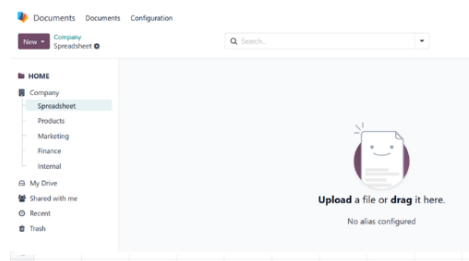 Documents Documents Configuration
New Company
Spreadsheet
Search...
HOME
Company
Spreadsheet
Products
Marketing
Finance
Internal
My Drive
Shared with me
Recent
Trash
Upload a file or drag it here.
No alias configured